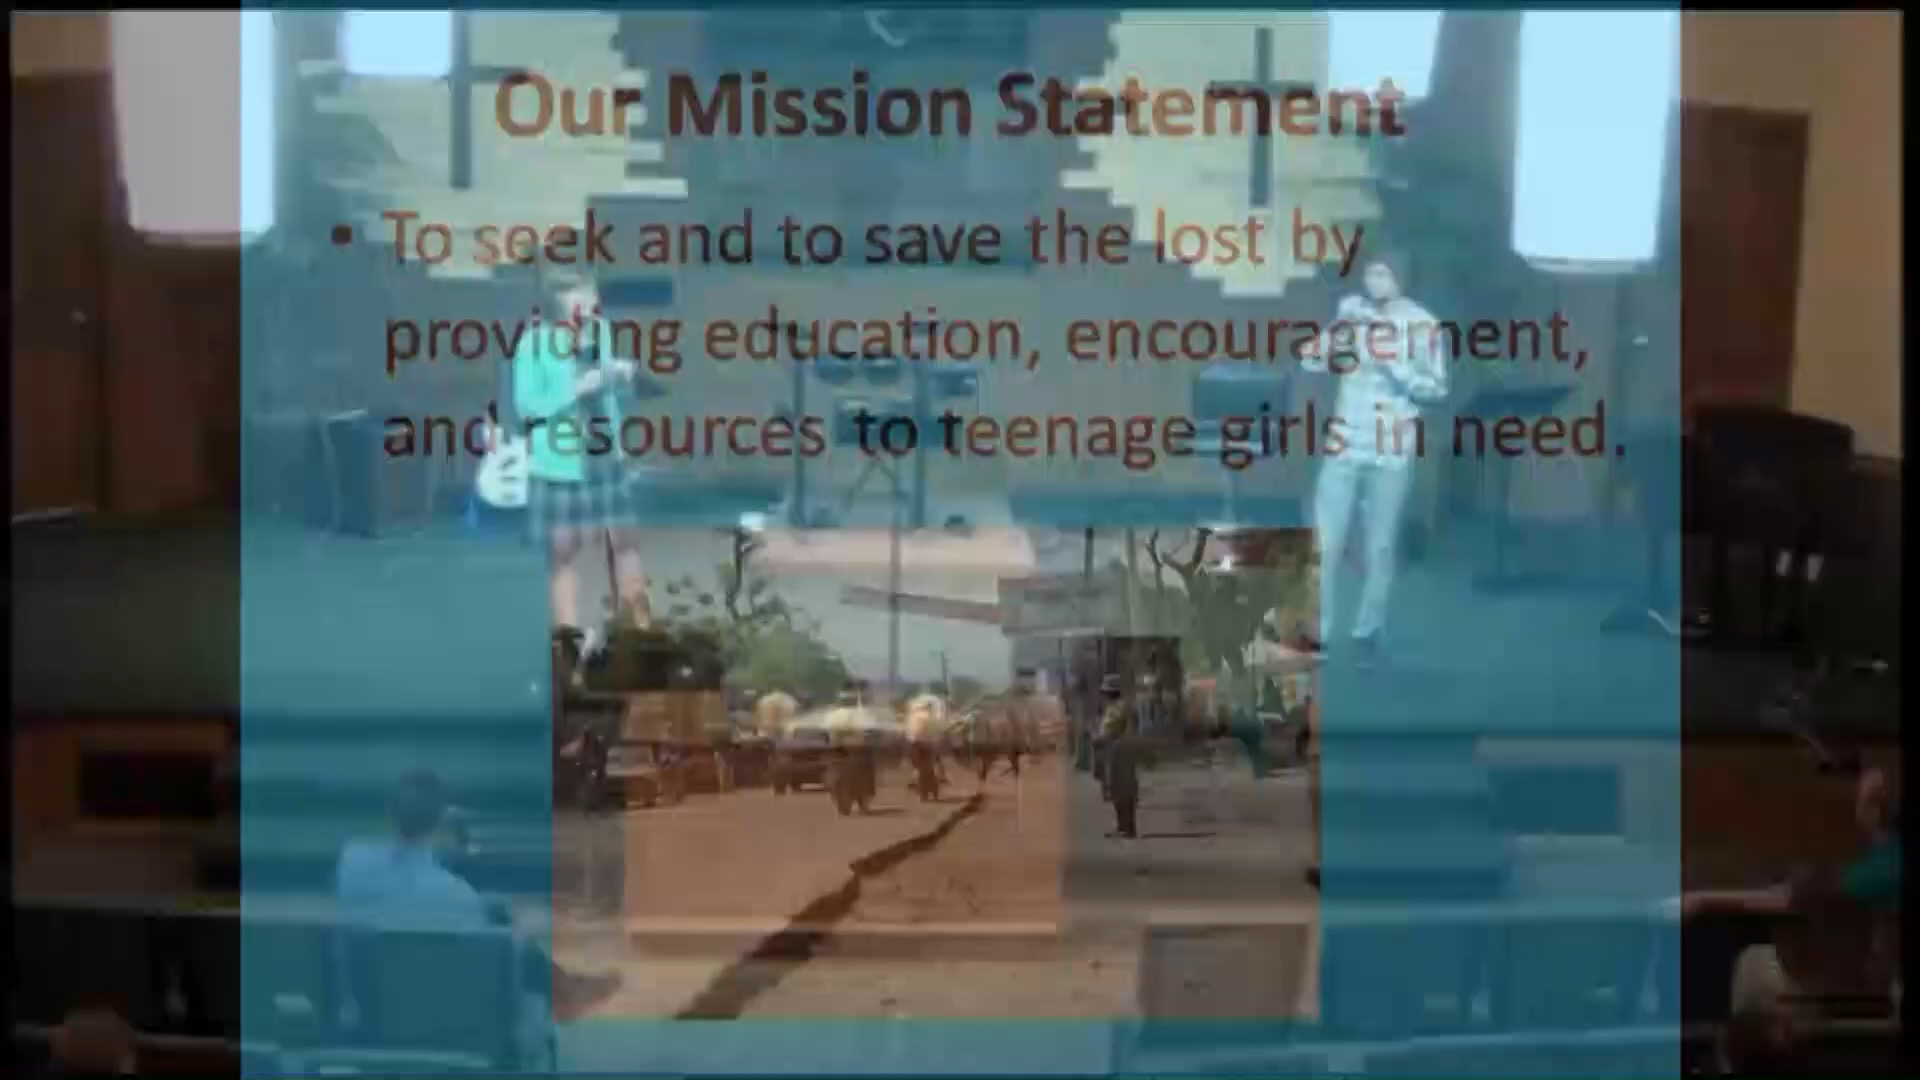 Our Mission Statement
• To seek and to save the lost by
providing education, encouragement,
and resources to teenage girls in need.